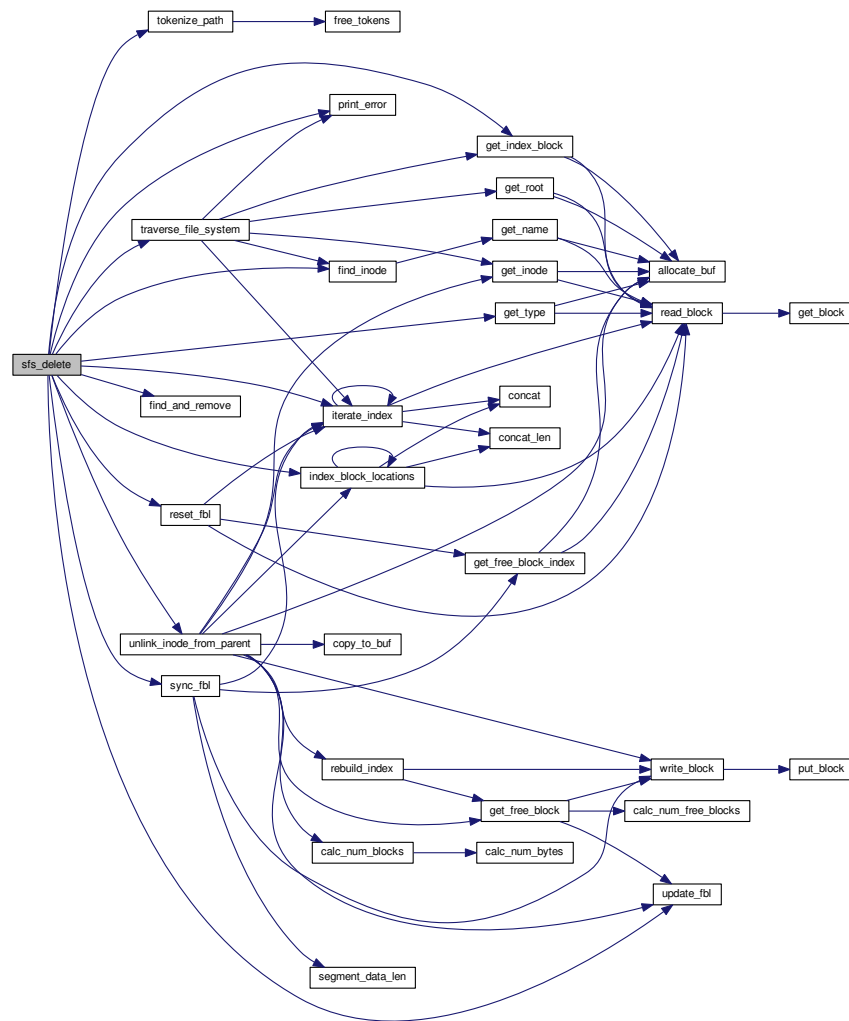 tokenize_path
free_tokens
print_error
get_index_block
get_root
traverse_file_system
get_name
find_inode
get_inode
allocate_buf
get_type
read_block
get_block
sfs_delete
find_and_remove
iterate_index
concat
concat_len
index_block_locations
reset_fbl
get_free_block_index
unlink_inode_from_parent
copy_to_buf
sync_fbl
rebuild_index
write_block
put_block
get_free_block
calc_num_free_blocks
calc_num_blocks
calc_num_bytes
update_fbl
segment_data_len